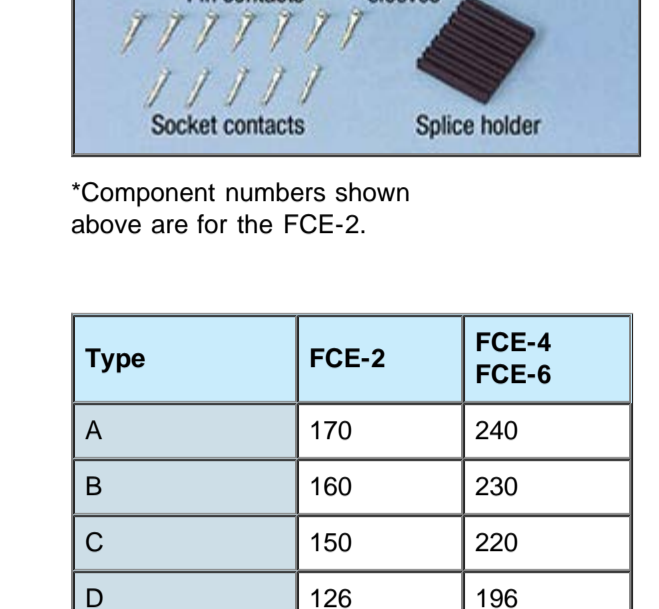 Socket contacts Splice holder
*Component numbers shown
above are for the FCE-2.
Type FCE-2 FCE-4
FCE-6
A 170 240
B 160 230
C 150 220
D 126 196